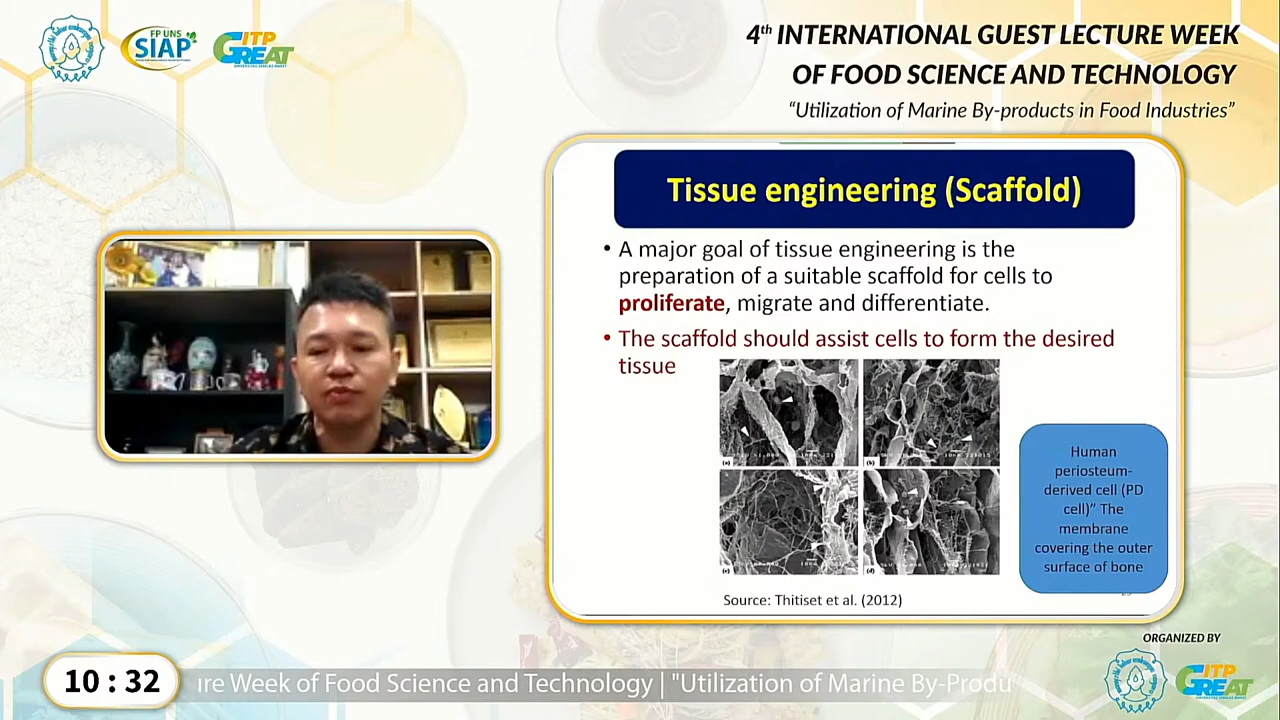 FP UNS
SIAP
ITP
GREAT
4th INTERNATIONAL GUEST LECTURE WEEK
OF FOOD SCIENCE AND TECHNOLOGY
“Utilization of Marine By-products in Food Industries”
Tissue engineering (Scaffold)
• A major goal of tissue engineering is the
preparation of a suitable scaffold for cells to
proliferate, migrate and differentiate.
• The scaffold should assist cells to form the desired
tissue
(a)
(b)
(c)
(d)
Human
periosteum-
derived cell (PD
cell)” The
membrane
covering the outer
surface of bone
Source: Thitiset et al. (2012)
ORGANIZED BY
ITP
GREAT
10 : 32
ıre Week of Food Science and Technology | "Utilization of Marine By-Produ